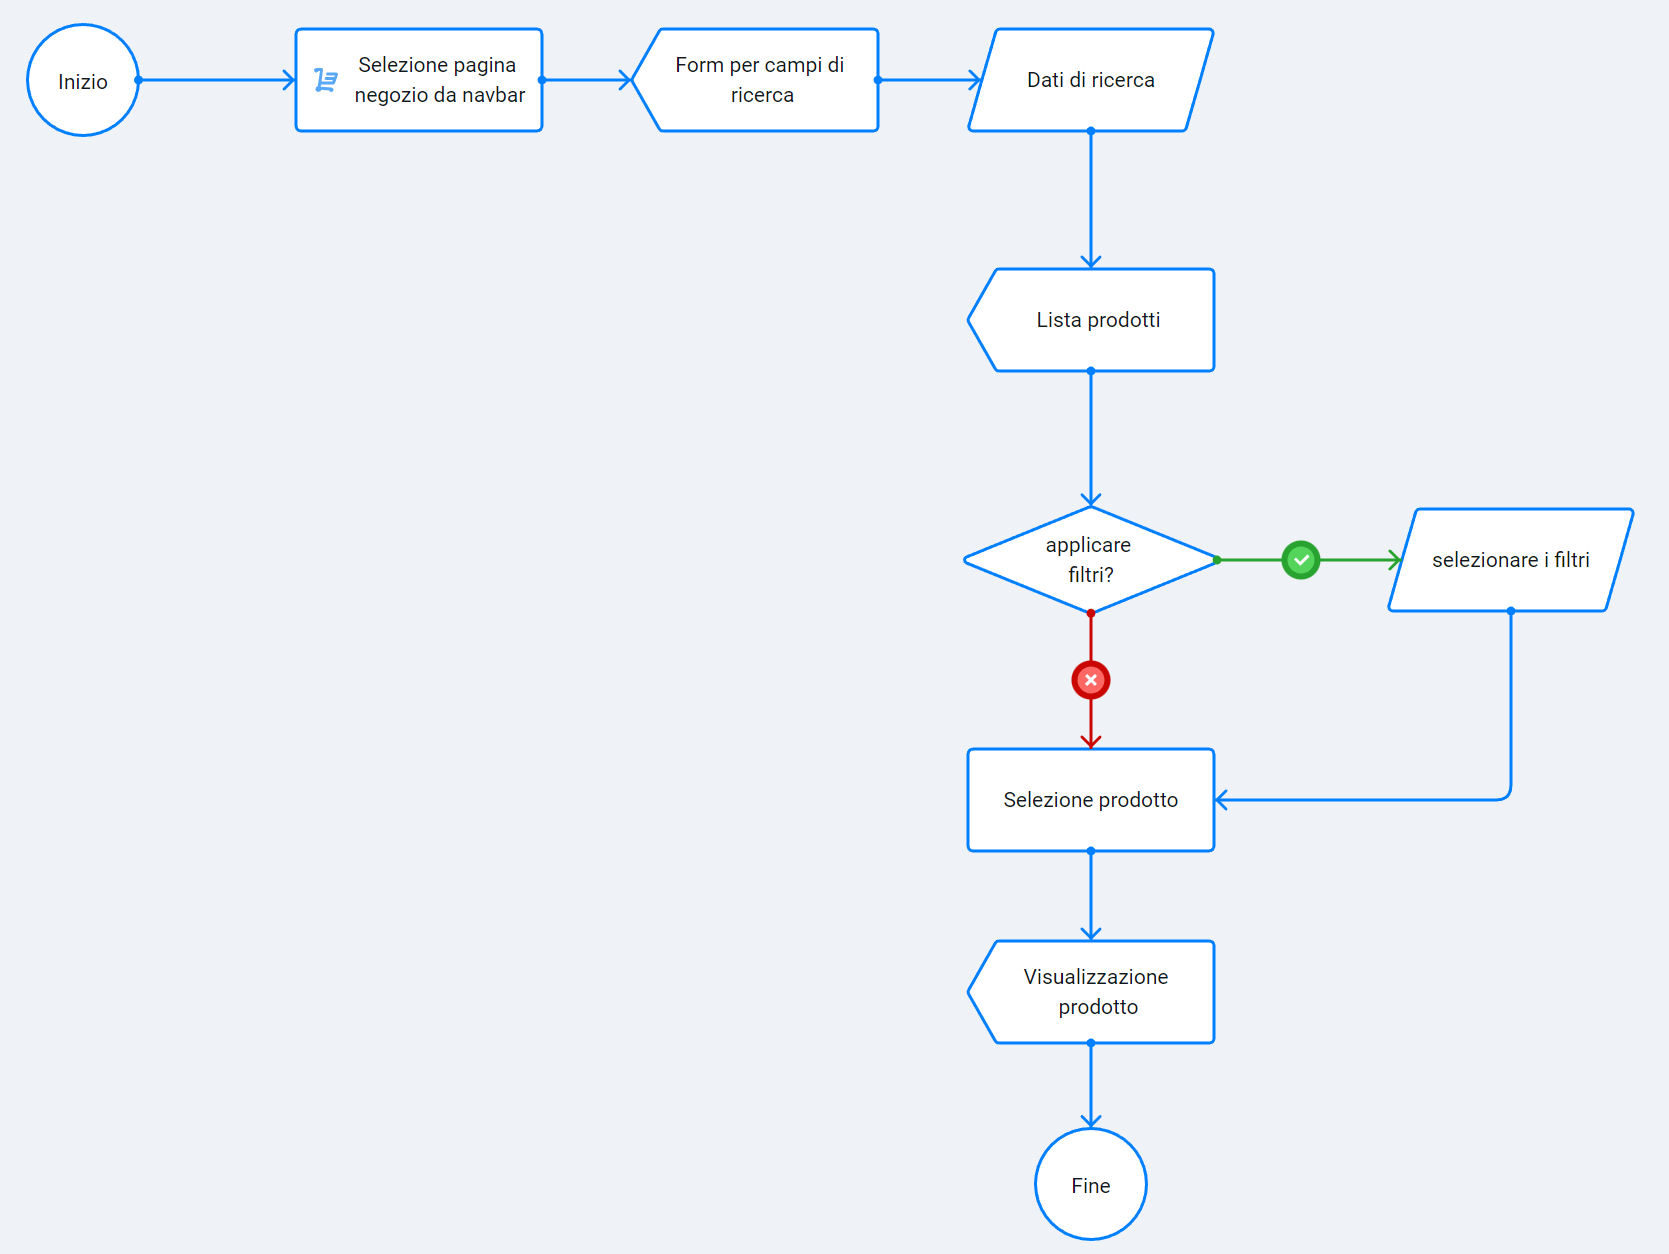 Inizio
Selezione pagina
negozio da navbar
Form per campi di
ricerca
Dati di ricerca
Lista prodotti
applicare
filtri?
selezionare i filtri
Selezione prodotto
Visualizzazione
prodotto
Fine